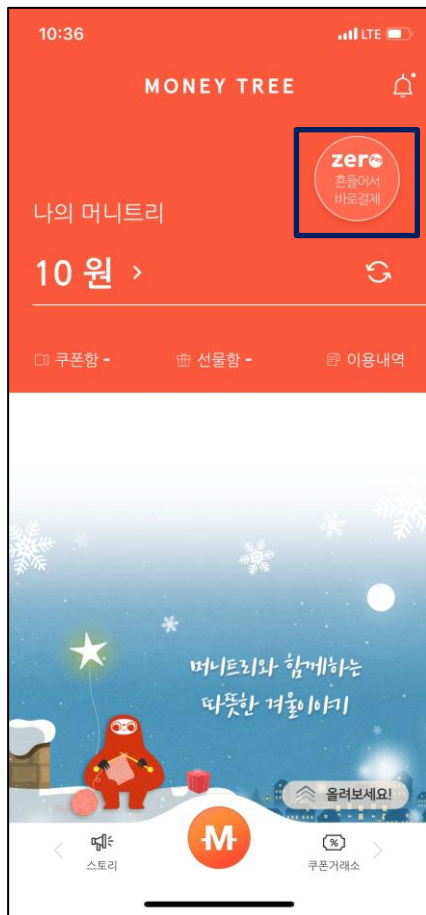 10:36
LTE
MONEY TREE
zero Pay
흔들어서
바로결제
나의 머니트리
10 원 >
쿠폰함 -
선물함 -
이용내역
머니트리와 함께하는
따뜻한 겨울이야기
올려보세요!
M
스토리
쿠폰거래소